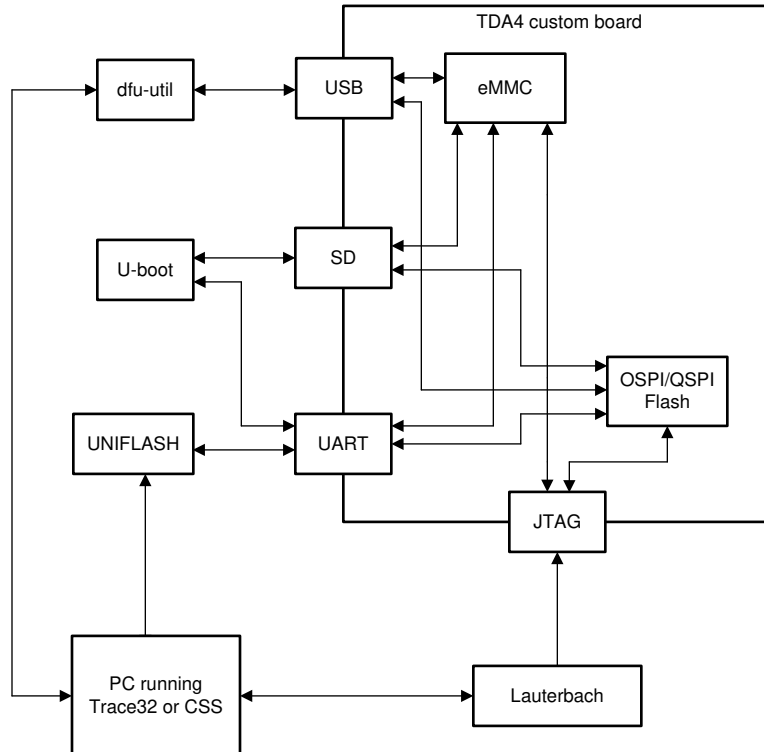 TDA4 custom board
dfu-util
USB
eMMC
U-boot
SD
OSPI/QSPI
Flash
UNIFLASH
UART
JTAG
PC running
Trace32 or CSS
Lauterbach